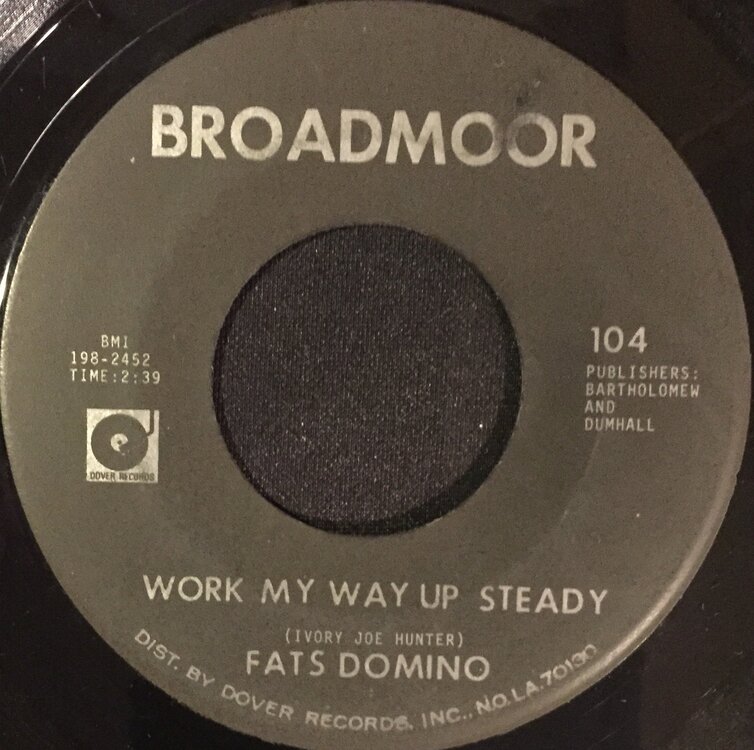 BROADMOOR
BMI
198-2452
TIME:2:39
DOVER RECORDS
104
PUBLISHERS:
BARTHOLOMEW
AND
DUMHALL
WORK MY WAY UP STEADY
(IVORY JOE HUNTER)
FATS DOMINO
DIST. BY DOVER RECORDS, INC., N.O. LA. 70130